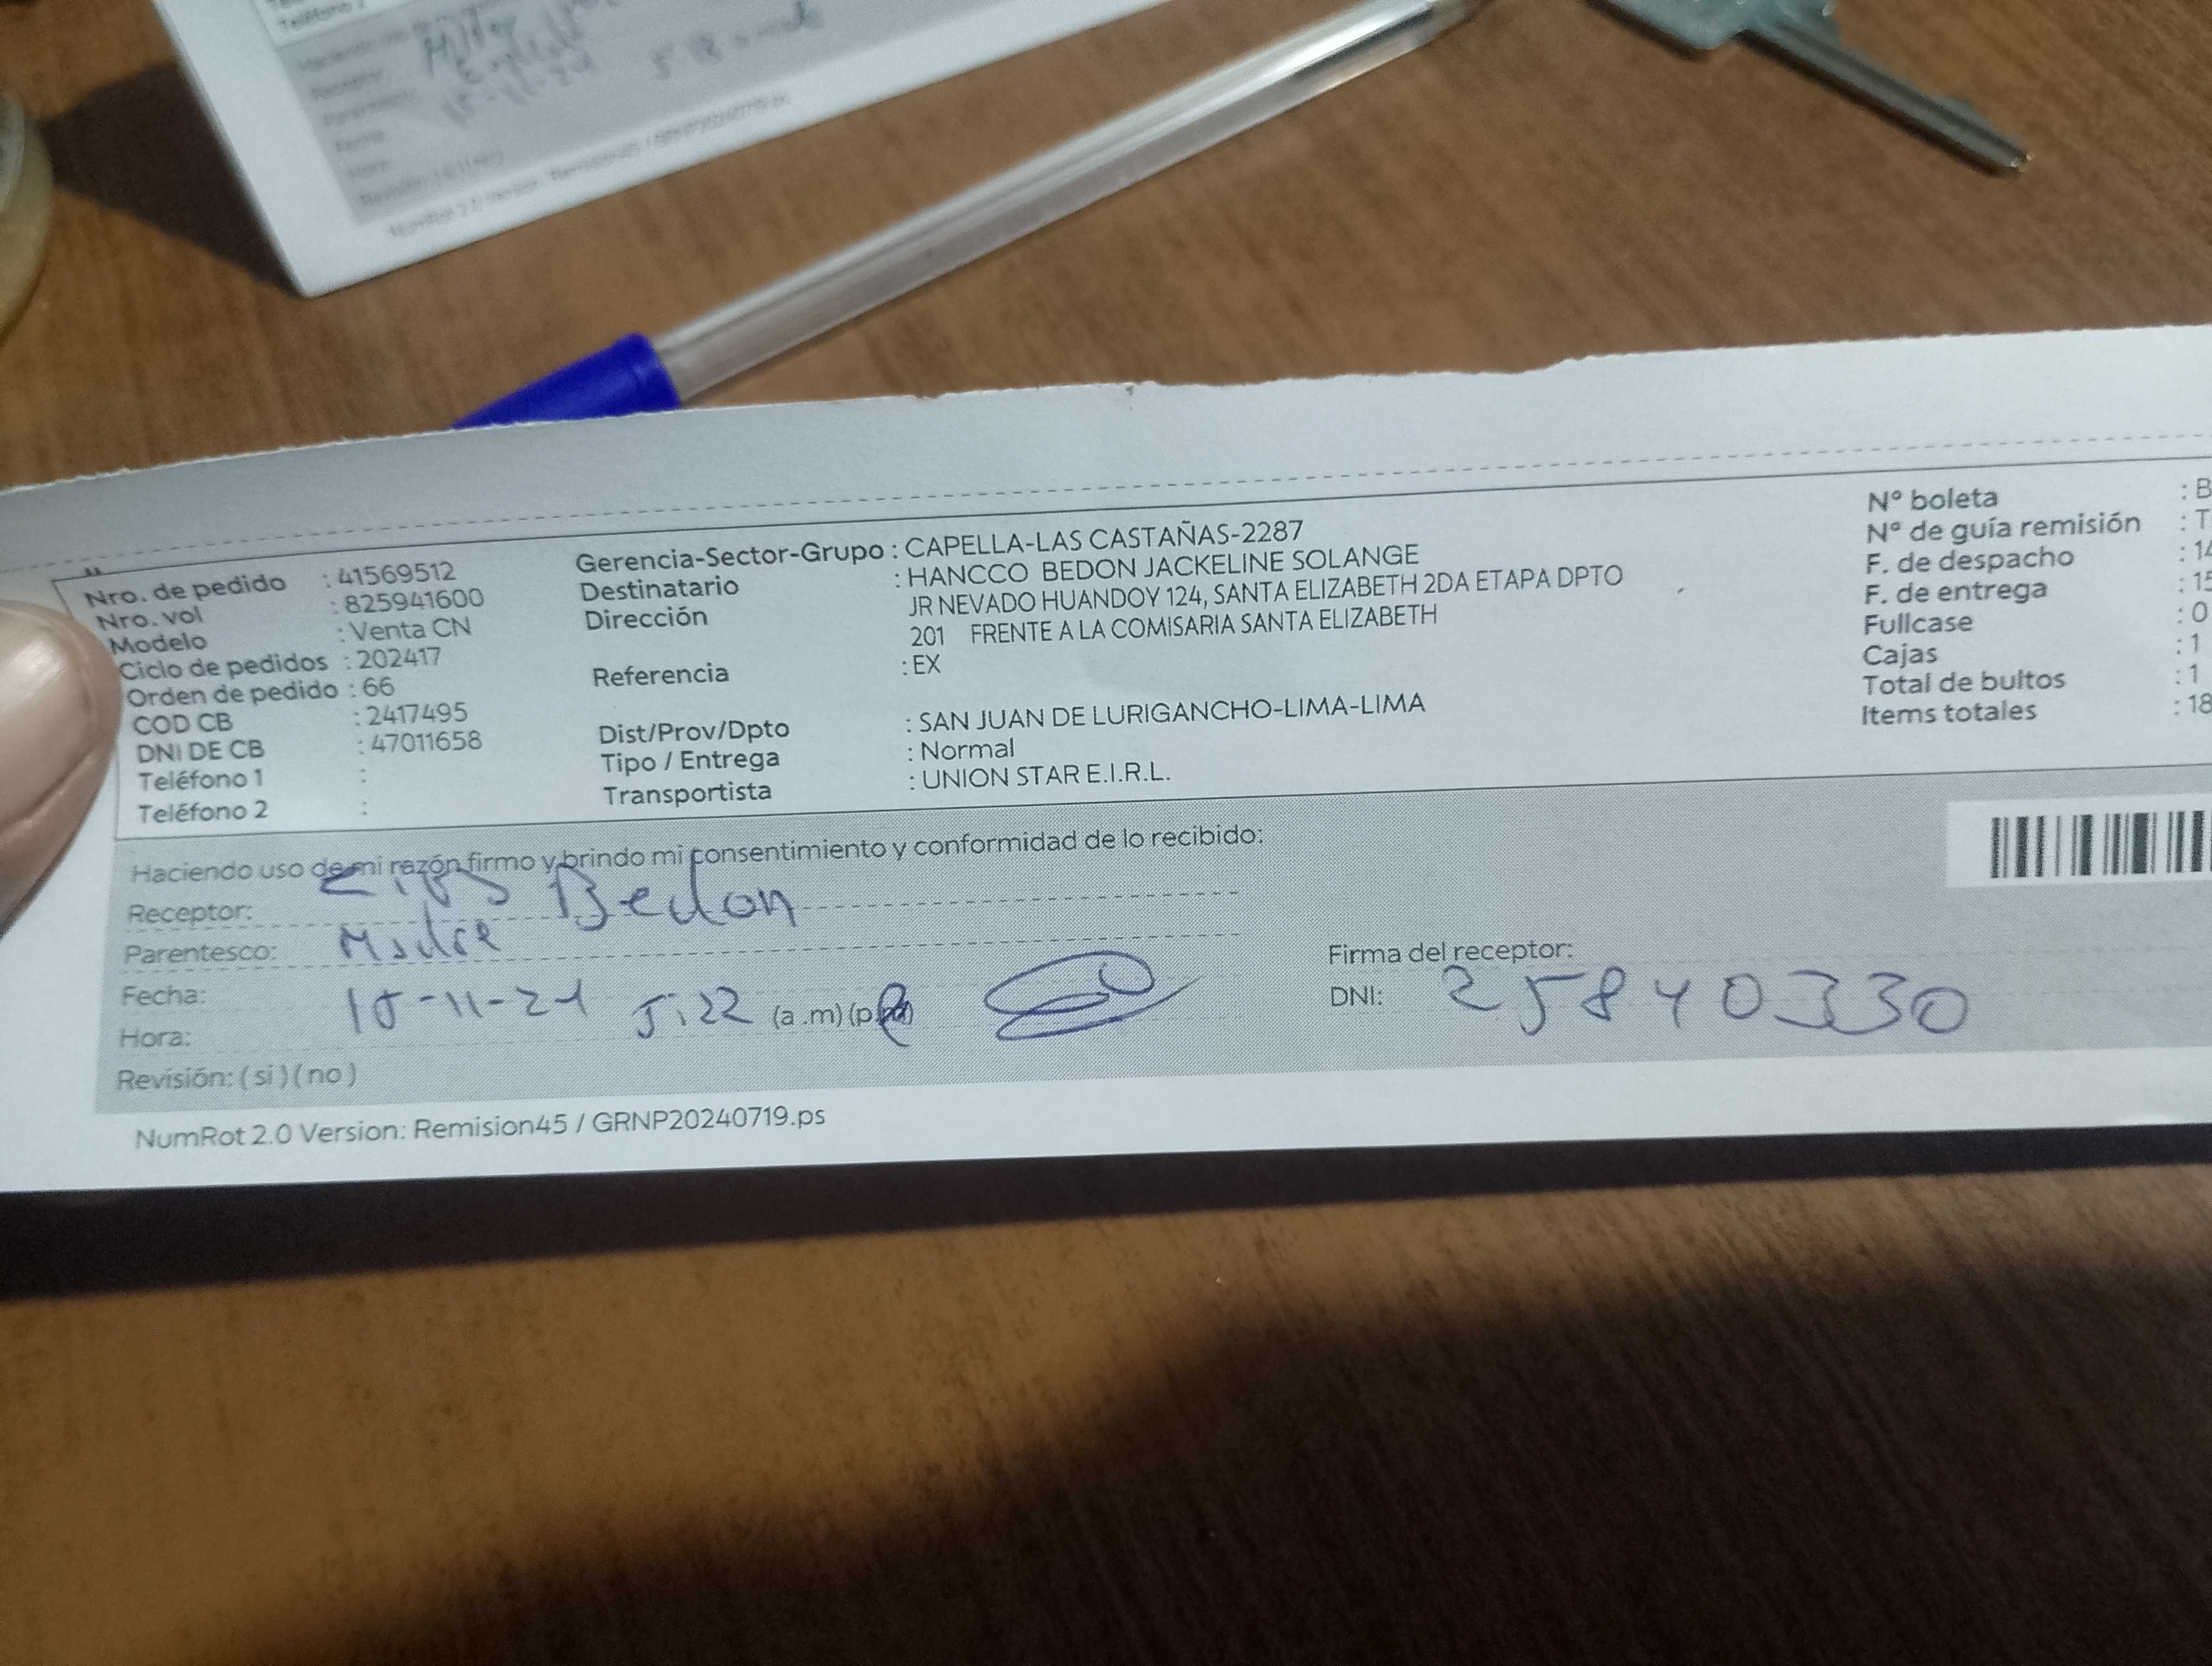 Nro. de pedido : 41569512
Nro. vol : 825941600
Modelo : Venta CN
Ciclo de pedidos : 202417
Orden de pedido : 66
COD CB : 2417495
DNI DE CB : 47011658
Teléfono 1 :
Teléfono 2 :
Gerencia-Sector-Grupo : CAPELLA-LAS CASTAÑAS-2287
Destinatario : HANCCO BEDON JACKELINE SOLANGE
Dirección JR NEVADO HUANDOY 124, SANTA ELIZABETH 2DA ETAPA DPTO
201 FRENTE A LA COMISARIA SANTA ELIZABETH
Referencia : EX
Dist/Prov/Dpto : SAN JUAN DE LURIGANCHO-LIMA-LIMA
Tipo / Entrega : Normal
Transportista : UNION STAR E.I.R.L.
N° boleta : B
N° de guía remisión : T
F. de despacho : 14
F. de entrega : 15
Fullcase : 0
Cajas : 1
Total de bultos : 1
Items totales : 18
Haciendo uso de mi razón firmo y brindo mi consentimiento y conformidad de lo recibido:
Receptor: Bedon
Parentesco: Madre
Fecha: 15-11-24 5:22 (a.m)
Hora:
Revisión: (si) (no)
Firma del receptor:
DNI: 25840330
NumRot 2.0 Version: Remision45 / GRNP20240719.ps